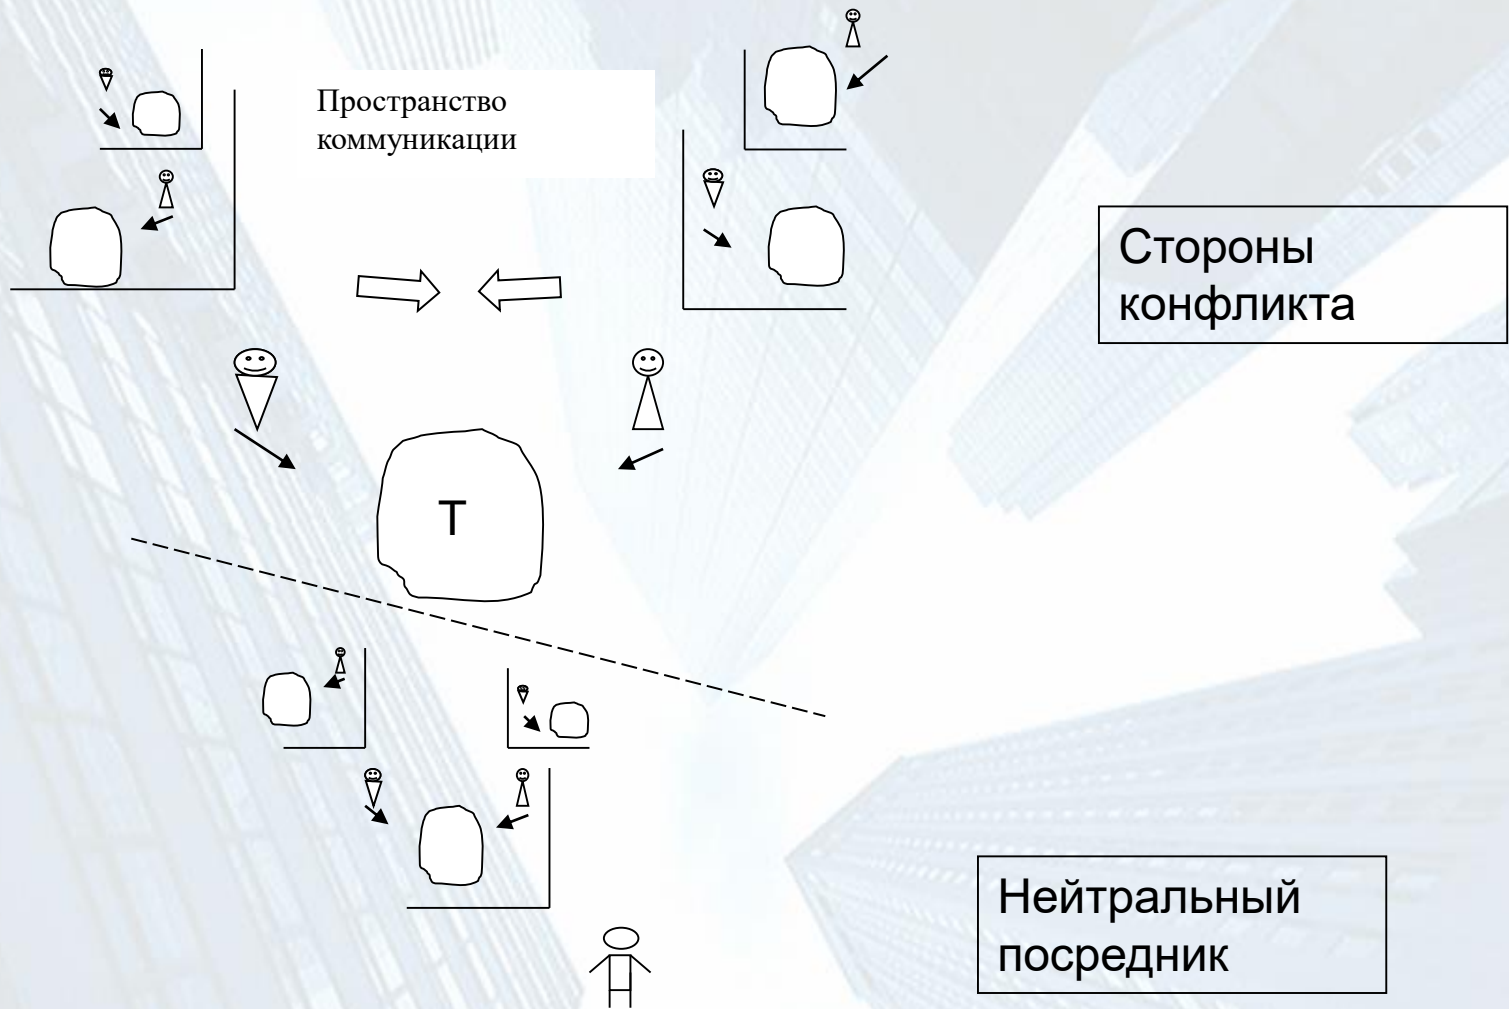 Пространство
коммуникации
Стороны
конфликта
Т
Нейтральный
посредник